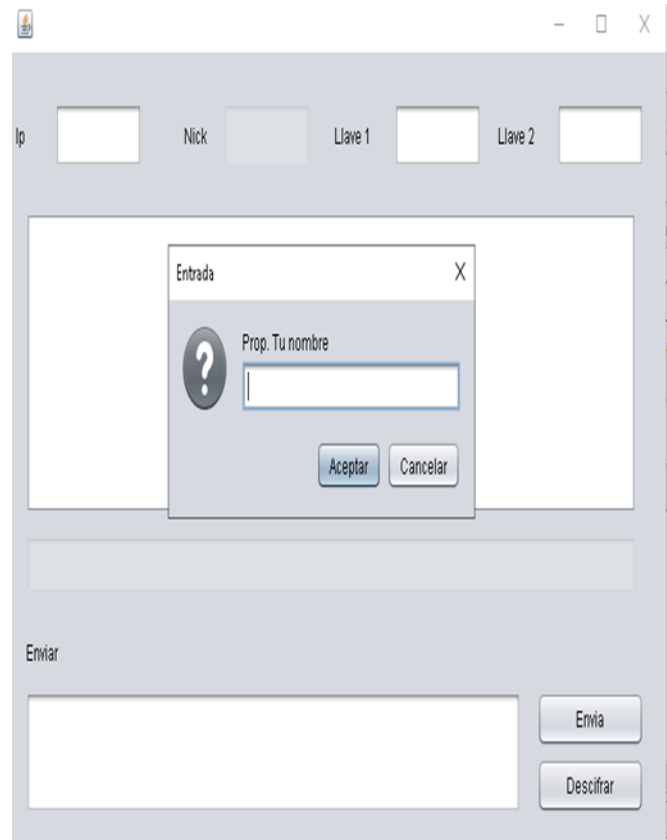 Ip Nick Llave 1 Llave 2
Entrada
Prop. Tu nombre
Aceptar Cancelar
Enviar
Envia
Descifrar